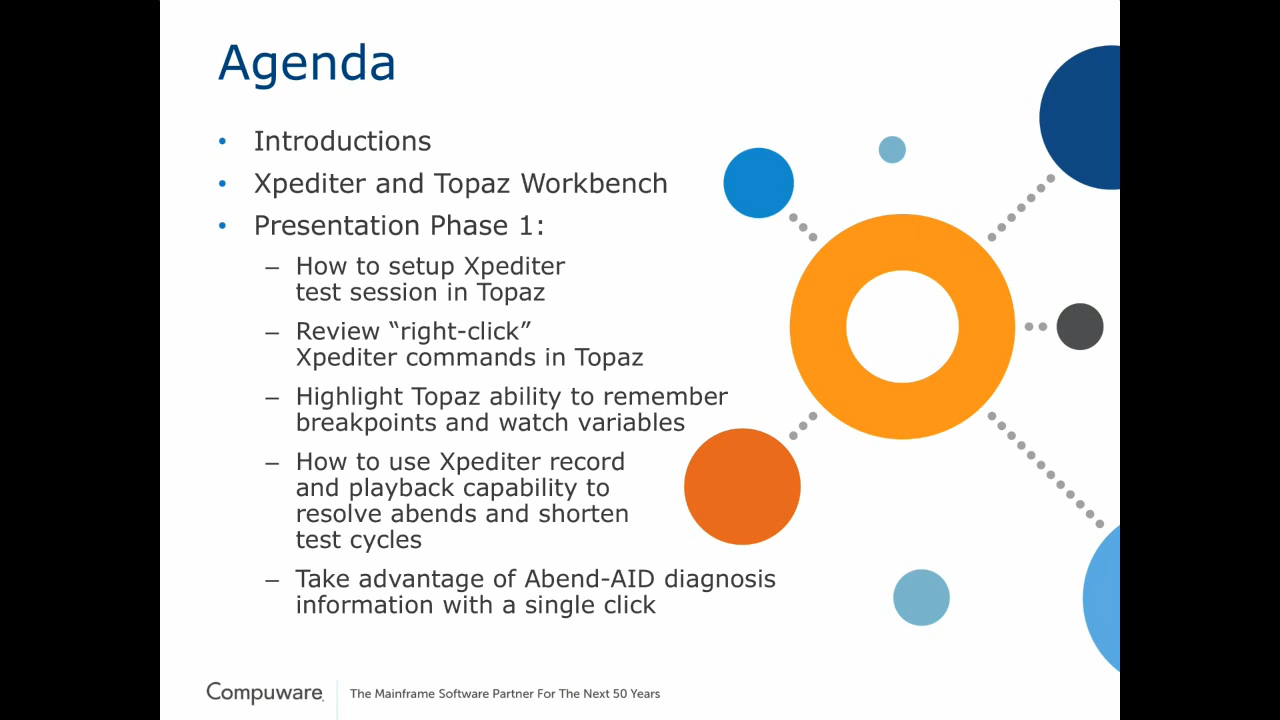 Agenda
• Introductions
• Xpediter and Topaz Workbench
• Presentation Phase 1:
– How to setup Xpediter
test session in Topaz
– Review “right-click”
Xpediter commands in Topaz
– Highlight Topaz ability to remember
breakpoints and watch variables
– How to use Xpediter record
and playback capability to
resolve abends and shorten
test cycles
– Take advantage of Abend-AID diagnosis
information with a single click
Compuware.
The Mainframe Software Partner For The Next 50 Years